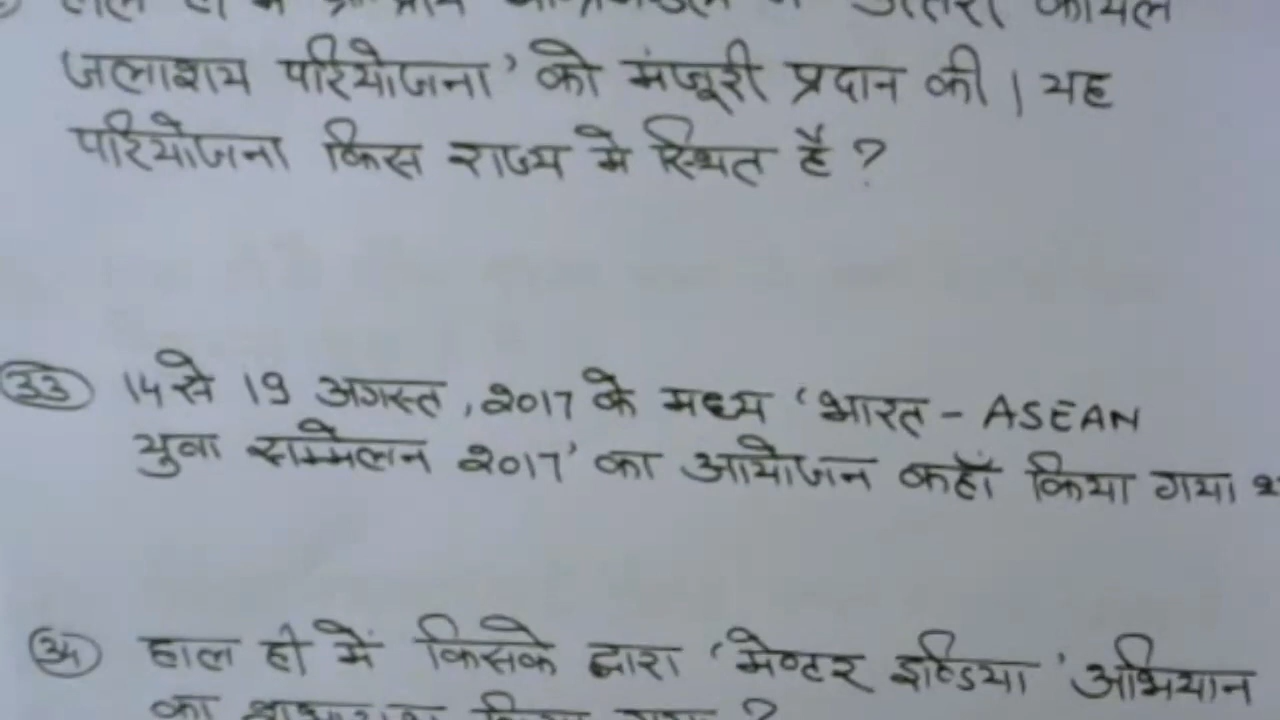 जलाशय परियोजना' को मंजूरी प्रदान की। यह
परियोजना किस राज्य मे स्थित है ?
33 14 से 19 अगस्त, 2017 के मध्य 'भारत - ASEAN
युवा सम्मेलन 2017' का आयोजन कहाँ किया गया
34 हाल ही में किसके द्वारा 'मेण्टर इण्डिया' अभियान